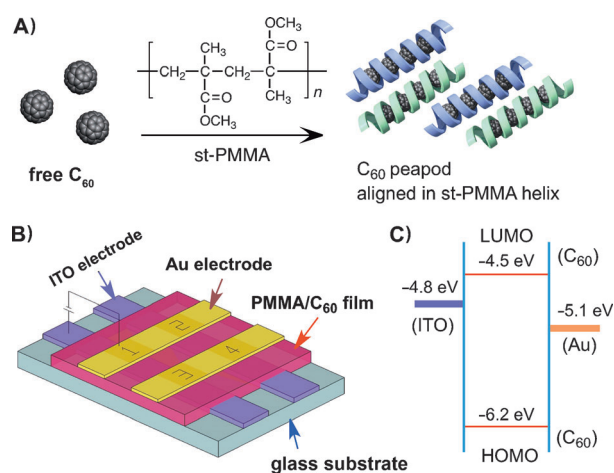 A)
free C₆₀
OCH₃
CH₃ C=O
CH₂ C CH₂ C
C=O CH₃
OCH₃
n
st-PMMA
C₆₀ peapod
aligned in st-PMMA helix
B)
ITO electrode
Au electrode
PMMA/C₆₀ film
1
2
3
4
glass substrate
C)
LUMO
–4.5 eV
(C₆₀)
–4.8 eV
(ITO)
–5.1 eV
(Au)
–6.2 eV
(C₆₀)
HOMO